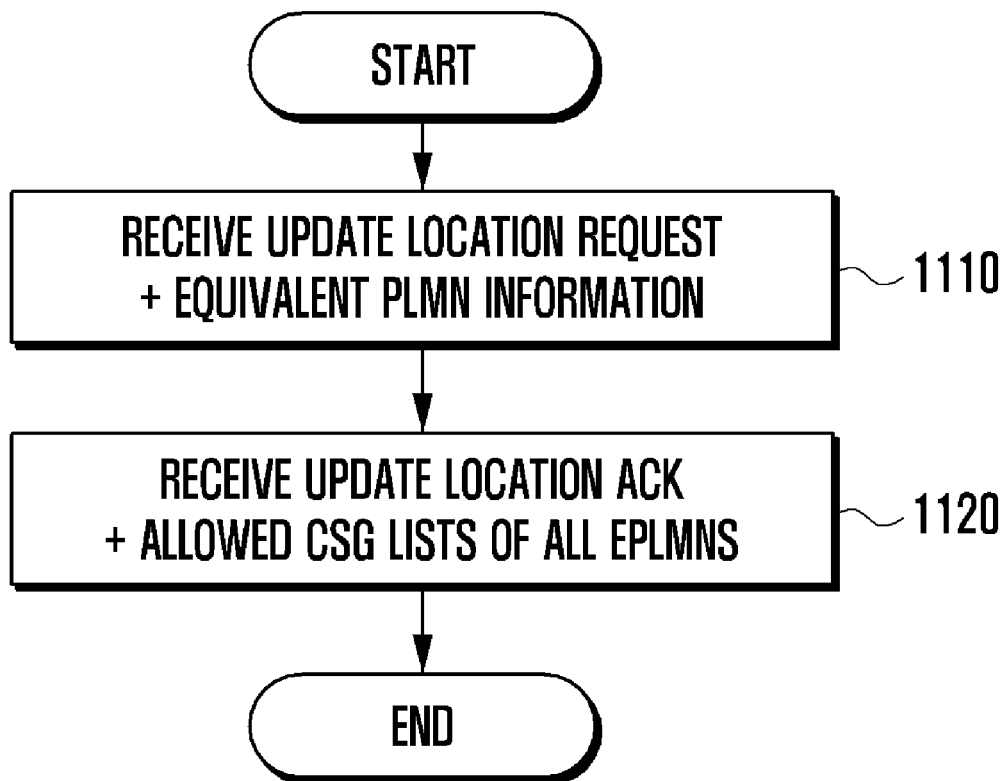 START
RECEIVE UPDATE LOCATION REQUEST
+ EQUIVALENT PLMN INFORMATION
1110
RECEIVE UPDATE LOCATION ACK
+ ALLOWED CSG LISTS OF ALL EPLMNS
1120
END